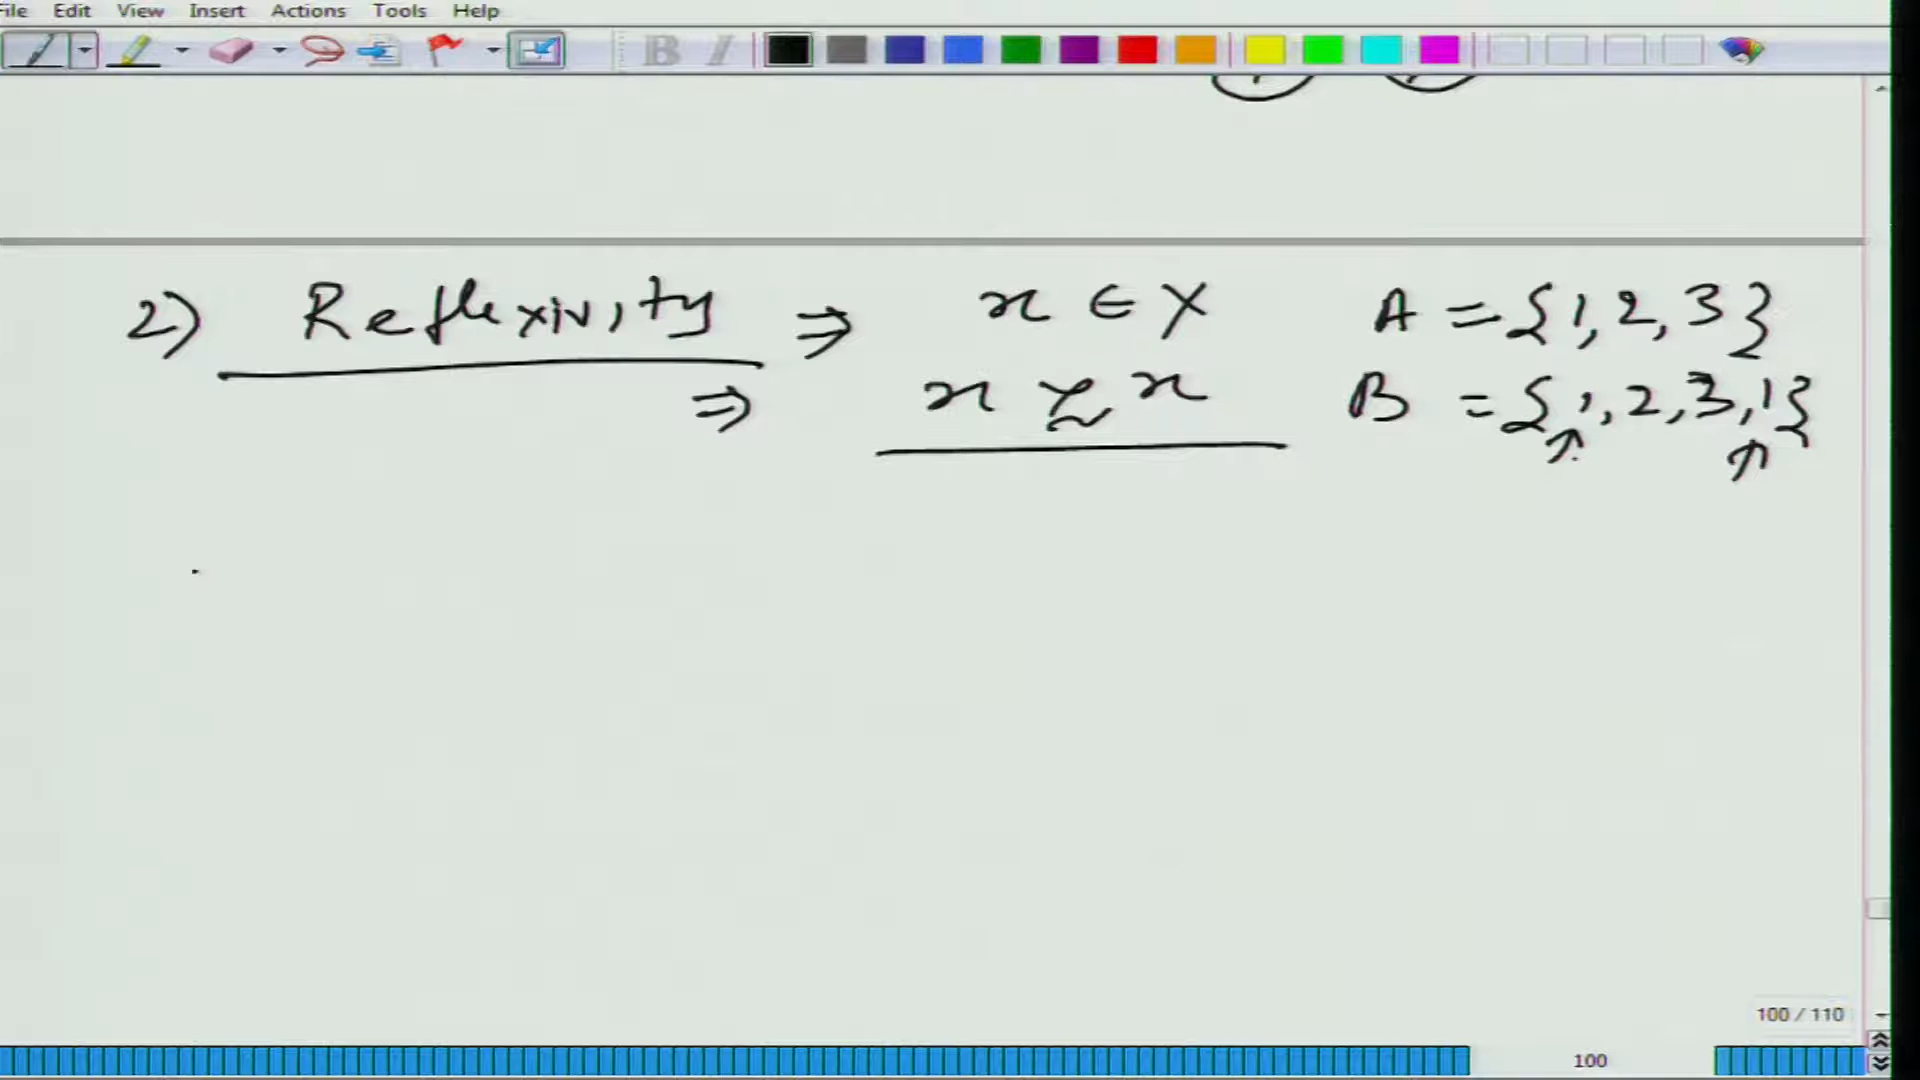 File Edit View Insert Actions Tools Help
B I
2) Reflexivity ⇒ x ∈ X A = {1, 2, 3}
⇒ x ≿ x B = {1, 2, 3, 1}
100 / 110
100